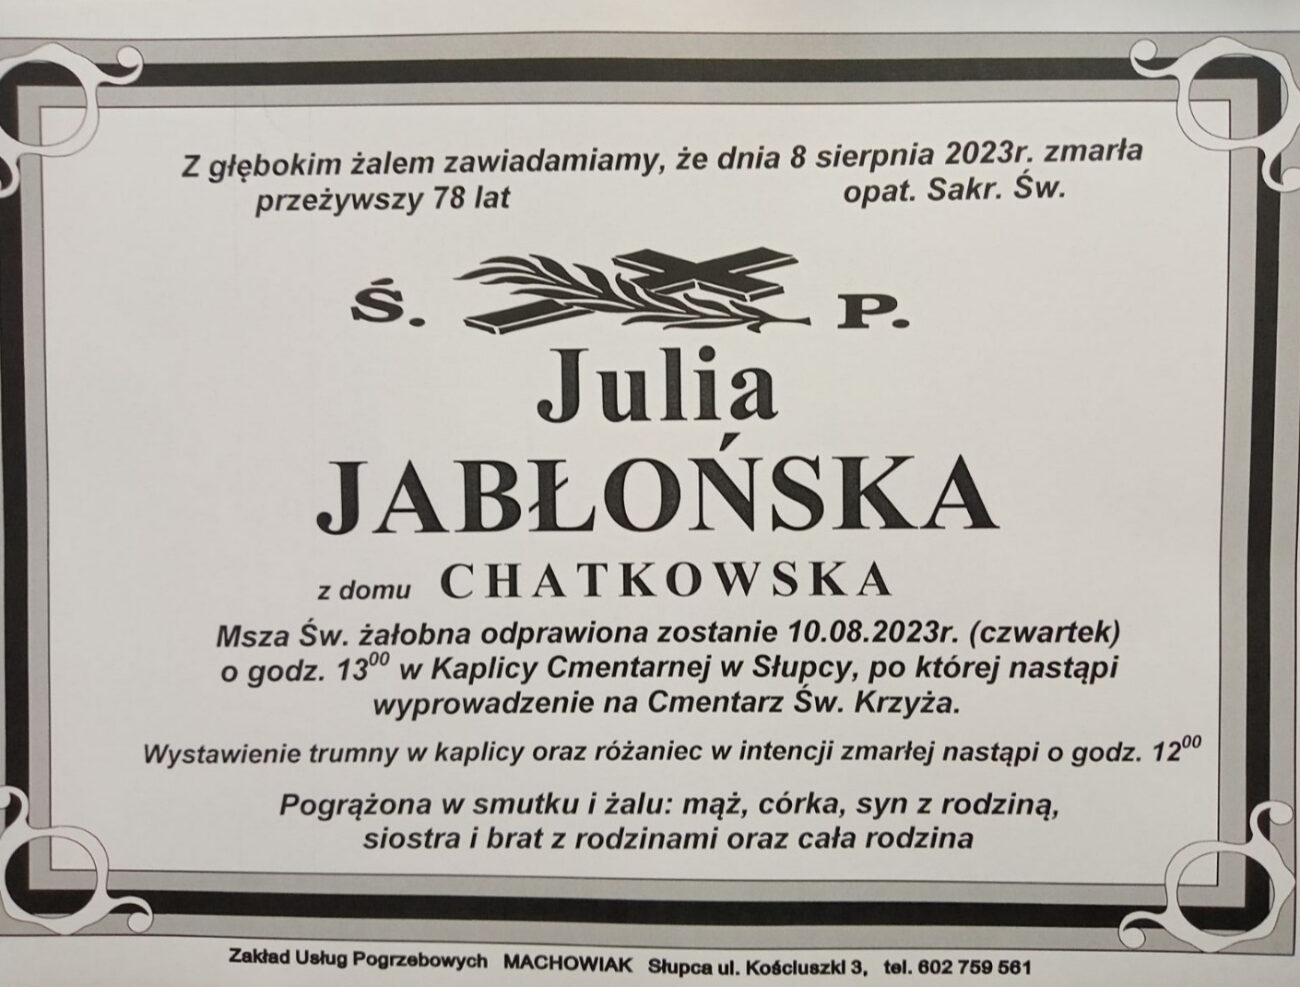 Z głębokim żalem zawiadamiamy, że dnia 8 sierpnia 2023r. zmarła
przeżywszy 78 lat opat. Sakr. Św.
Ś. P.
Julia
JABŁOŃSKA
z domu CHATKOWSKA
Msza Św. żałobna odprawiona zostanie 10.08.2023r. (czwartek)
o godz. 13⁰⁰ w Kaplicy Cmentarnej w Słupcy, po której nastąpi
wyprowadzenie na Cmentarz Św. Krzyża.
Wystawienie trumny w kaplicy oraz różaniec w intencji zmarłej nastąpi o godz. 12⁰⁰
Pogrążona w smutku i żalu: mąż, córka, syn z rodziną,
siostra i brat z rodzinami oraz cała rodzina
Zakład Usług Pogrzebowych MACHOWIAK Słupca ul. Kościuszki 3, tel. 602 759 561